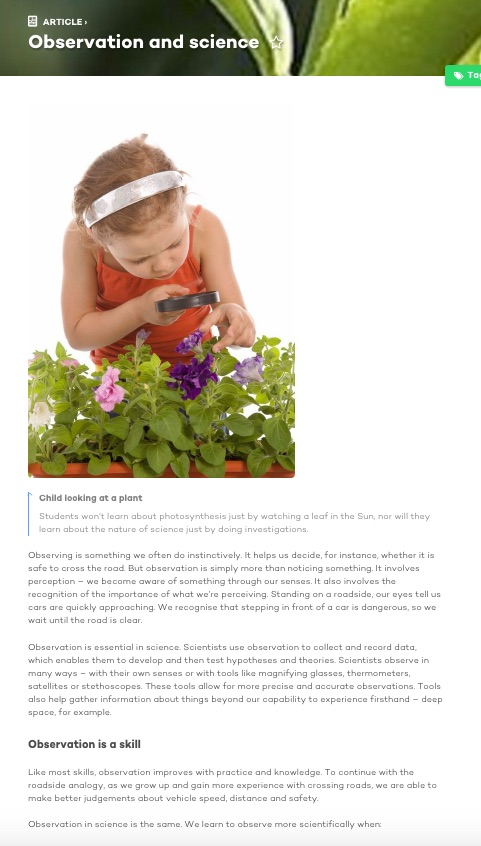 ARTICLE ›
Observation and science
Child looking at a plant
Students won't learn about photosynthesis just by watching a leaf in the Sun, nor will they
learn about the nature of science just by doing investigations.
Observing is something we often do instinctively. It helps us decide, for instance, whether it is
safe to cross the road. But observation is simply more than noticing something. It involves
perception – we become aware of something through our senses. It also involves the
recognition of the importance of what we're perceiving. Standing on a roadside, our eyes tell us
cars are quickly approaching. We recognise that stepping in front of a car is dangerous, so we
wait until the road is clear.
Observation is essential in science. Scientists use observation to collect and record data,
which enables them to develop and then test hypotheses and theories. Scientists observe in
many ways – with their own senses or with tools like magnifying glasses, thermometers,
satellites or stethoscopes. These tools allow for more precise and accurate observations. Tools
also help gather information about things beyond our capability to experience firsthand – deep
space, for example.
Observation is a skill
Like most skills, observation improves with practice and knowledge. To continue with the
roadside analogy, as we grow up and gain more experience with crossing roads, we are able to
make better judgements about vehicle speed, distance and safety.
Observation in science is the same. We learn to observe more scientifically when: